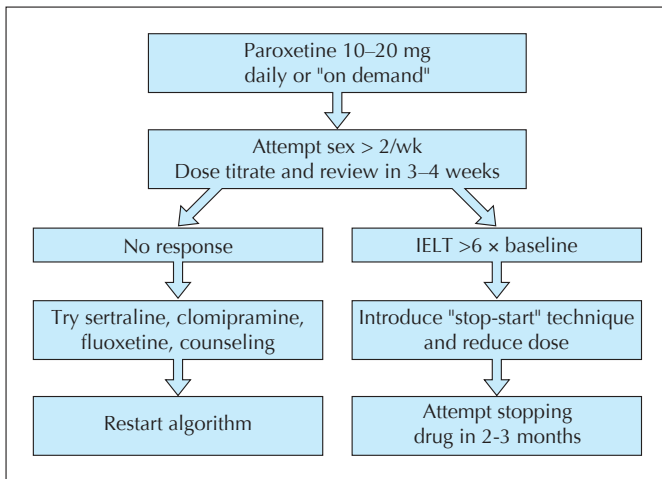 Paroxetine 10–20 mg
daily or "on demand"
Attempt sex > 2/wk
Dose titrate and review in 3–4 weeks
No response
IELT >6 × baseline
Try sertraline, clomipramine,
fluoxetine, counseling
Introduce "stop-start" technique
and reduce dose
Restart algorithm
Attempt stopping
drug in 2-3 months